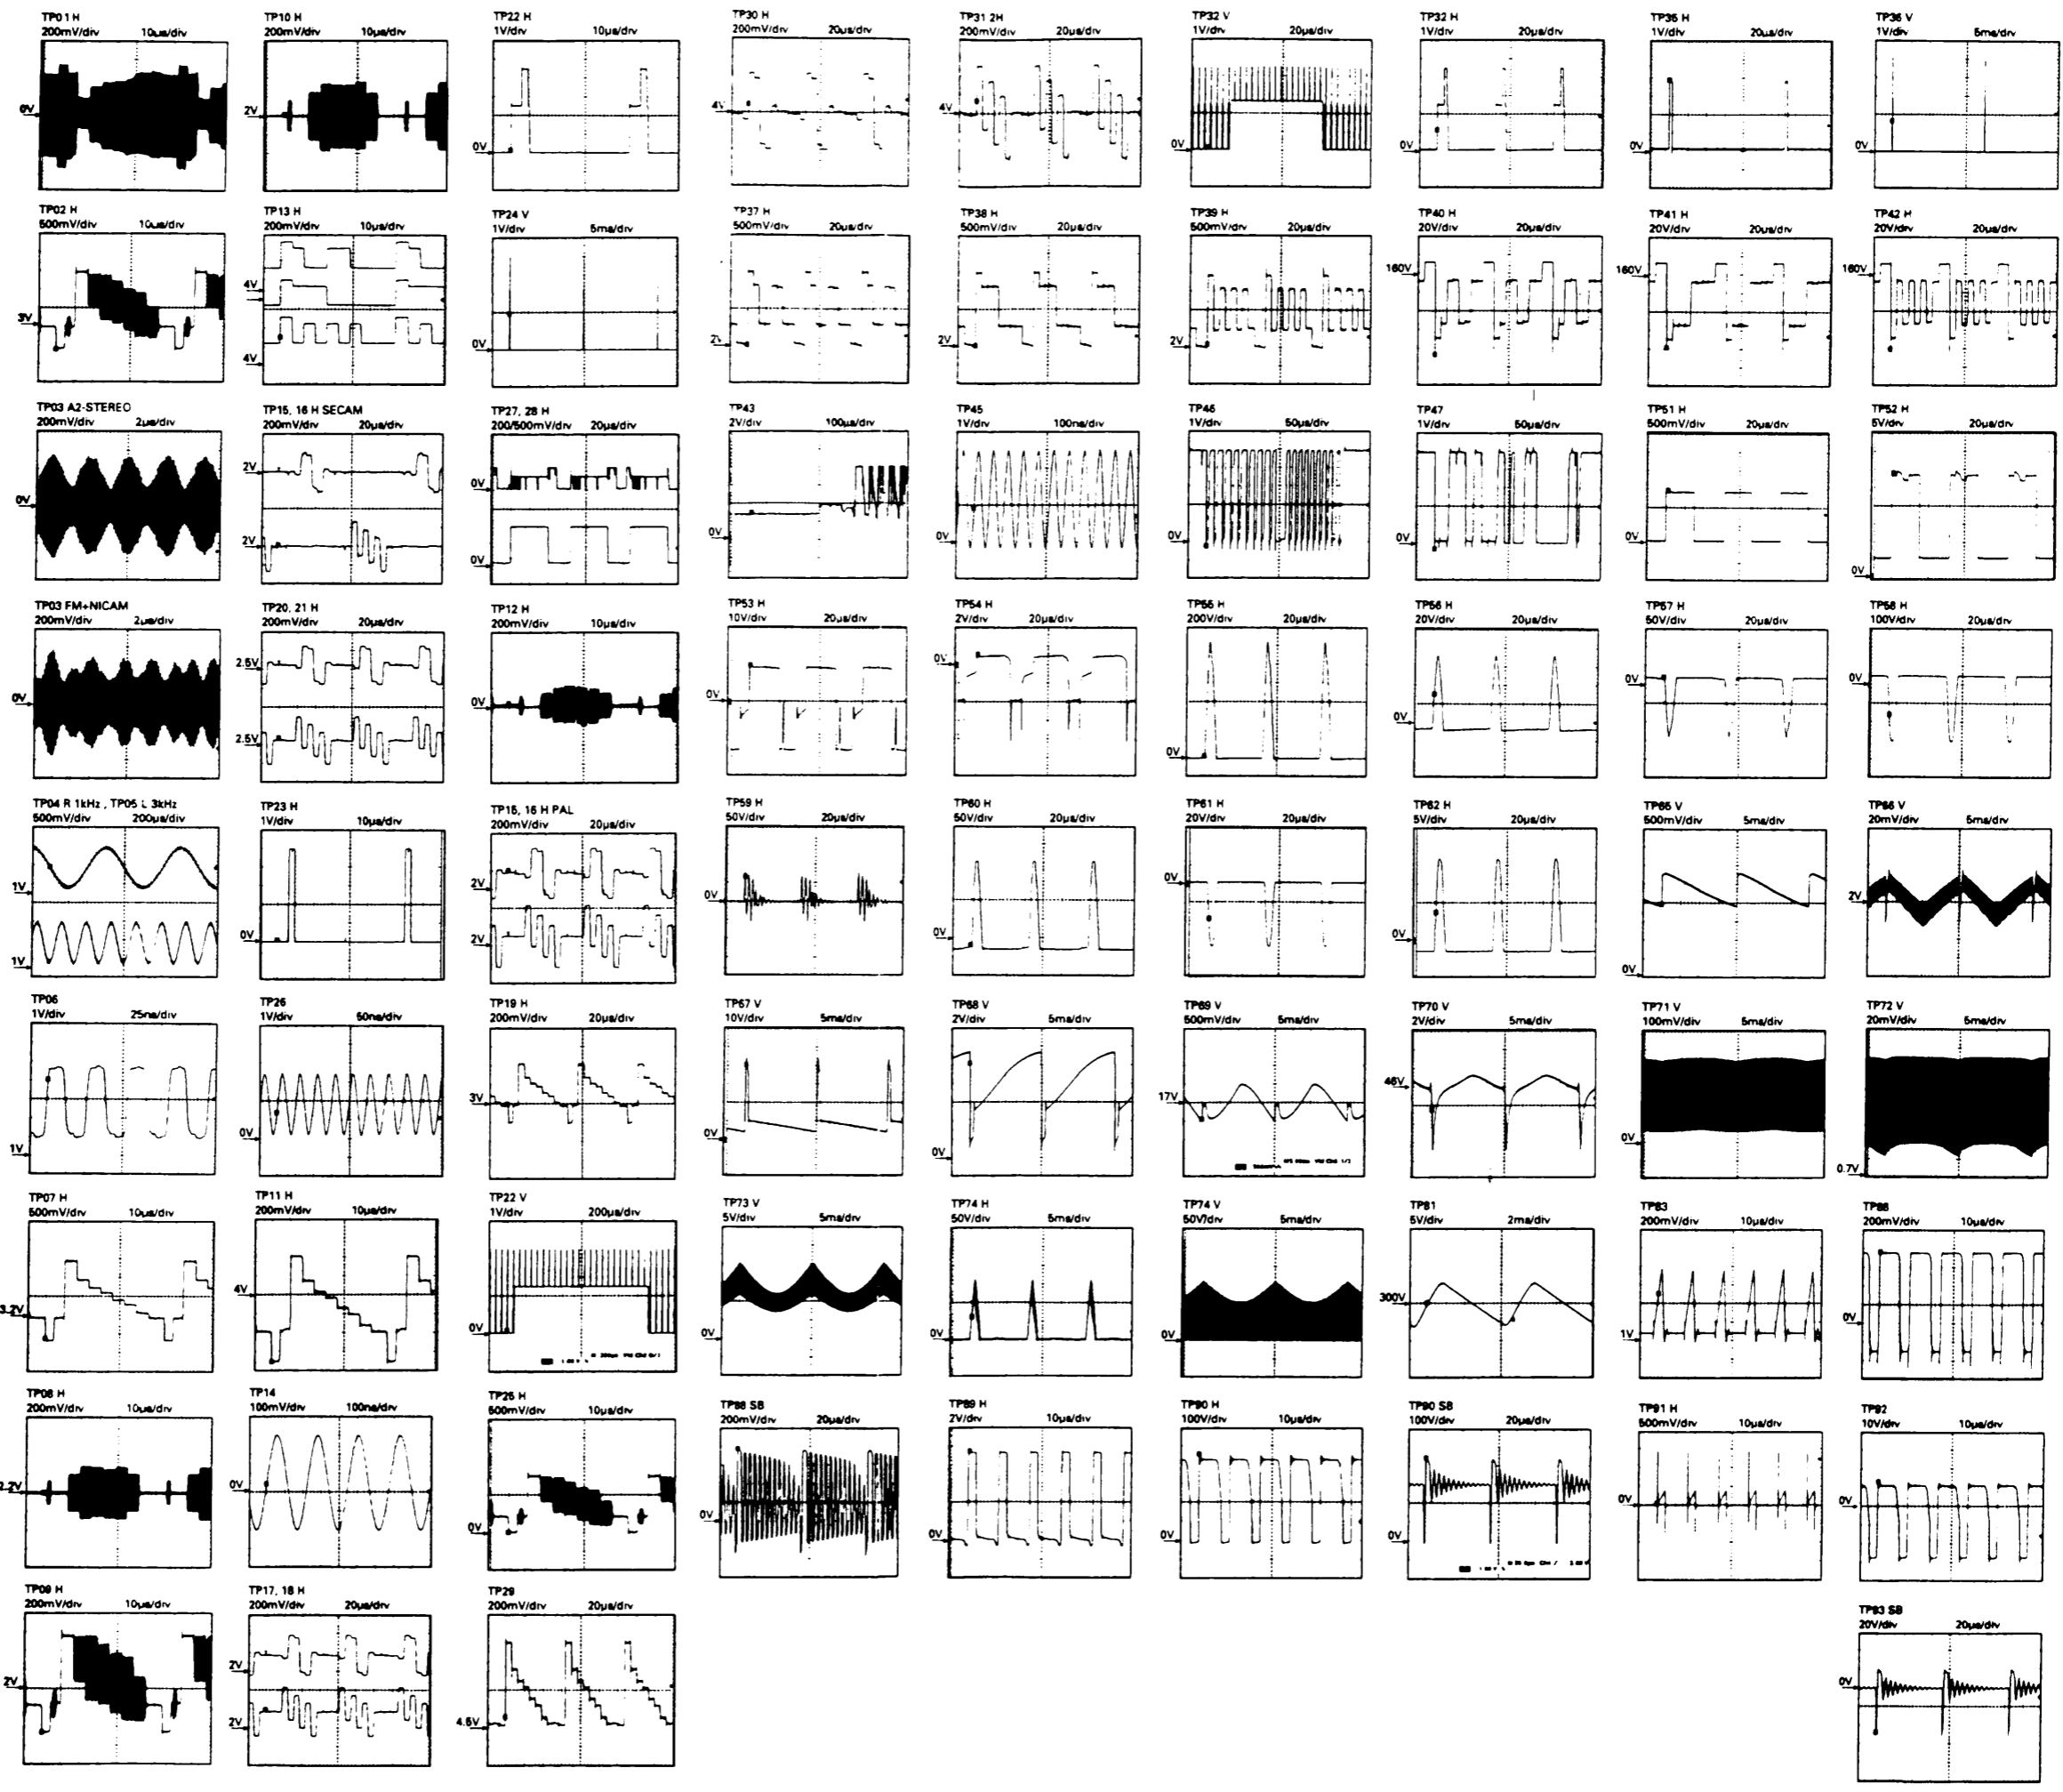 TP01 H
200mV/div 10µs/div
0V
TP10 H
200mV/div 10µs/div
2V
TP22 H
1V/div 10µs/div
0V
TP30 H
200mV/div 20µs/div
4V
TP31 2H
200mV/div 20µs/div
4V
TP32 V
1V/div 20µs/div
0V
TP32 H
1V/div 20µs/div
0V
TP35 H
1V/div 20µs/div
0V
TP36 V
1V/div 5ms/div
0V
TP02 H
500mV/div 10µs/div
3V
TP13 H
200mV/div 10µs/div
4V
4V
TP24 V
1V/div 5ms/div
0V
TP37 H
500mV/div 20µs/div
2V
TP38 H
500mV/div 20µs/div
2V
TP39 H
500mV/div 20µs/div
2V
TP40 H
20V/div 20µs/div
160V
TP41 H
20V/div 20µs/div
160V
TP42 H
20V/div 20µs/div
160V
TP03 A2-STEREO
200mV/div 2µs/div
0V
TP15, 16 H SECAM
200mV/div 20µs/div
2V
2V
TP27, 28 H
200/500mV/div 20µs/div
0V
0V
TP43
2V/div 100µs/div
0V
TP45
1V/div 100ns/div
0V
TP46
1V/div 50µs/div
0V
TP47
1V/div 50µs/div
0V
TP51 H
500mV/div 20µs/div
0V
TP52 H
5V/div 20µs/div
0V
TP03 FM+NICAM
200mV/div 2µs/div
0V
TP20, 21 H
200mV/div 20µs/div
2.5V
2.5V
TP12 H
200mV/div 10µs/div
0V
TP53 H
10V/div 20µs/div
0V
TP54 H
2V/div 20µs/div
0V
TP55 H
200V/div 20µs/div
0V
TP56 H
20V/div 20µs/div
0V
TP57 H
50V/div 20µs/div
0V
TP58 H
100V/div 20µs/div
0V
TP04 R 1kHz , TP05 L 3kHz
500mV/div 200µs/div
1V
1V
TP23 H
1V/div 10µs/div
0V
TP15, 16 H PAL
200mV/div 20µs/div
2V
2V
TP59 H
50V/div 20µs/div
0V
TP60 H
50V/div 20µs/div
0V
TP61 H
20V/div 20µs/div
0V
TP62 H
5V/div 20µs/div
0V
TP65 V
500mV/div 5ms/div
0V
TP66 V
20mV/div 5ms/div
2V
TP06
1V/div 25ns/div
1V
TP26
1V/div 50ns/div
0V
TP19 H
200mV/div 20µs/div
3V
TP67 V
10V/div 5ms/div
0V
TP68 V
2V/div 5ms/div
0V
TP69 V
500mV/div 5ms/div
17V
TP70 V
2V/div 5ms/div
46V
TP71 V
100mV/div 5ms/div
0V
TP72 V
20mV/div 5ms/div
0.7V
TP07 H
500mV/div 10µs/div
3.2V
TP11 H
200mV/div 10µs/div
4V
TP22 V
1V/div 200µs/div
0V
TP73 V
5V/div 5ms/div
0V
TP74 H
50V/div 5ms/div
0V
TP74 V
50V/div 5ms/div
0V
TP81
5V/div 2ms/div
300V
TP83
200mV/div 10µs/div
1V
TP86
200mV/div 10µs/div
0V
TP08 H
200mV/div 10µs/div
2.2V
TP14
100mV/div 100ns/div
0V
TP25 H
500mV/div 10µs/div
0V
TP88 SB
200mV/div 20µs/div
0V
TP89 H
2V/div 10µs/div
0V
TP90 H
100V/div 10µs/div
0V
TP90 SB
100V/div 20µs/div
0V
TP91 H
500mV/div 10µs/div
0V
TP92
10V/div 10µs/div
0V
TP09 H
200mV/div 10µs/div
2V
TP17, 18 H
200mV/div 20µs/div
2V
2V
TP29
200mV/div 20µs/div
4.5V
TP93 SB
20V/div 20µs/div
0V